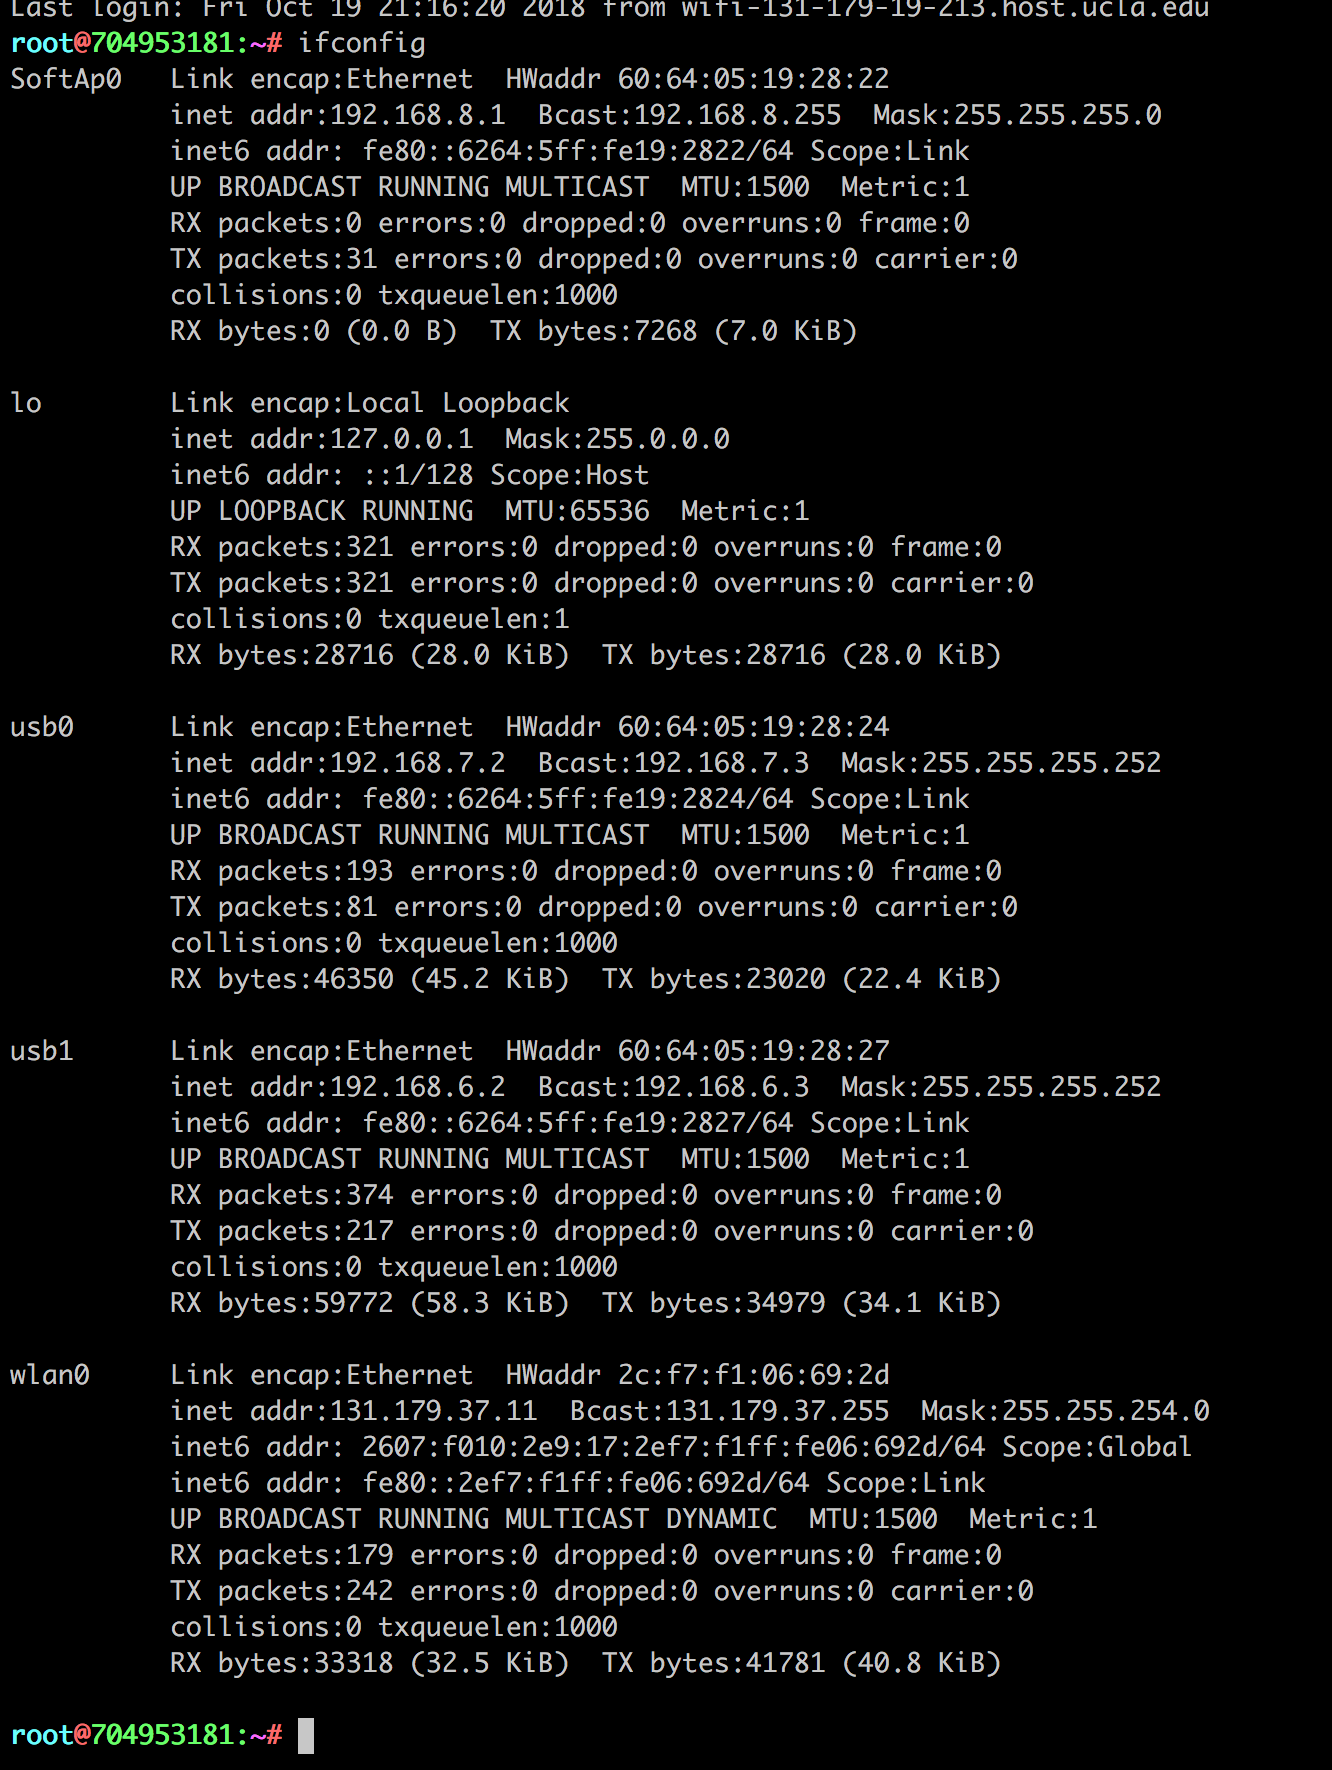 Last login: Fri Oct 19 21:16:20 2018 from wifi-131-179-19-213.host.ucla.edu
root@704953181:~# ifconfig
SoftAp0   Link encap:Ethernet  HWaddr 60:64:05:19:28:22
          inet addr:192.168.8.1  Bcast:192.168.8.255  Mask:255.255.255.0
          inet6 addr: fe80::6264:5ff:fe19:2822/64 Scope:Link
          UP BROADCAST RUNNING MULTICAST  MTU:1500  Metric:1
          RX packets:0 errors:0 dropped:0 overruns:0 frame:0
          TX packets:31 errors:0 dropped:0 overruns:0 carrier:0
          collisions:0 txqueuelen:1000
          RX bytes:0 (0.0 B)  TX bytes:7268 (7.0 KiB)

lo        Link encap:Local Loopback
          inet addr:127.0.0.1  Mask:255.0.0.0
          inet6 addr: ::1/128 Scope:Host
          UP LOOPBACK RUNNING  MTU:65536  Metric:1
          RX packets:321 errors:0 dropped:0 overruns:0 frame:0
          TX packets:321 errors:0 dropped:0 overruns:0 carrier:0
          collisions:0 txqueuelen:1
          RX bytes:28716 (28.0 KiB)  TX bytes:28716 (28.0 KiB)

usb0      Link encap:Ethernet  HWaddr 60:64:05:19:28:24
          inet addr:192.168.7.2  Bcast:192.168.7.3  Mask:255.255.255.252
          inet6 addr: fe80::6264:5ff:fe19:2824/64 Scope:Link
          UP BROADCAST RUNNING MULTICAST  MTU:1500  Metric:1
          RX packets:193 errors:0 dropped:0 overruns:0 frame:0
          TX packets:81 errors:0 dropped:0 overruns:0 carrier:0
          collisions:0 txqueuelen:1000
          RX bytes:46350 (45.2 KiB)  TX bytes:23020 (22.4 KiB)

usb1      Link encap:Ethernet  HWaddr 60:64:05:19:28:27
          inet addr:192.168.6.2  Bcast:192.168.6.3  Mask:255.255.255.252
          inet6 addr: fe80::6264:5ff:fe19:2827/64 Scope:Link
          UP BROADCAST RUNNING MULTICAST  MTU:1500  Metric:1
          RX packets:374 errors:0 dropped:0 overruns:0 frame:0
          TX packets:217 errors:0 dropped:0 overruns:0 carrier:0
          collisions:0 txqueuelen:1000
          RX bytes:59772 (58.3 KiB)  TX bytes:34979 (34.1 KiB)

wlan0     Link encap:Ethernet  HWaddr 2c:f7:f1:06:69:2d
          inet addr:131.179.37.11  Bcast:131.179.37.255  Mask:255.255.254.0
          inet6 addr: 2607:f010:2e9:17:2ef7:f1ff:fe06:692d/64 Scope:Global
          inet6 addr: fe80::2ef7:f1ff:fe06:692d/64 Scope:Link
          UP BROADCAST RUNNING MULTICAST DYNAMIC  MTU:1500  Metric:1
          RX packets:179 errors:0 dropped:0 overruns:0 frame:0
          TX packets:242 errors:0 dropped:0 overruns:0 carrier:0
          collisions:0 txqueuelen:1000
          RX bytes:33318 (32.5 KiB)  TX bytes:41781 (40.8 KiB)

root@704953181:~#